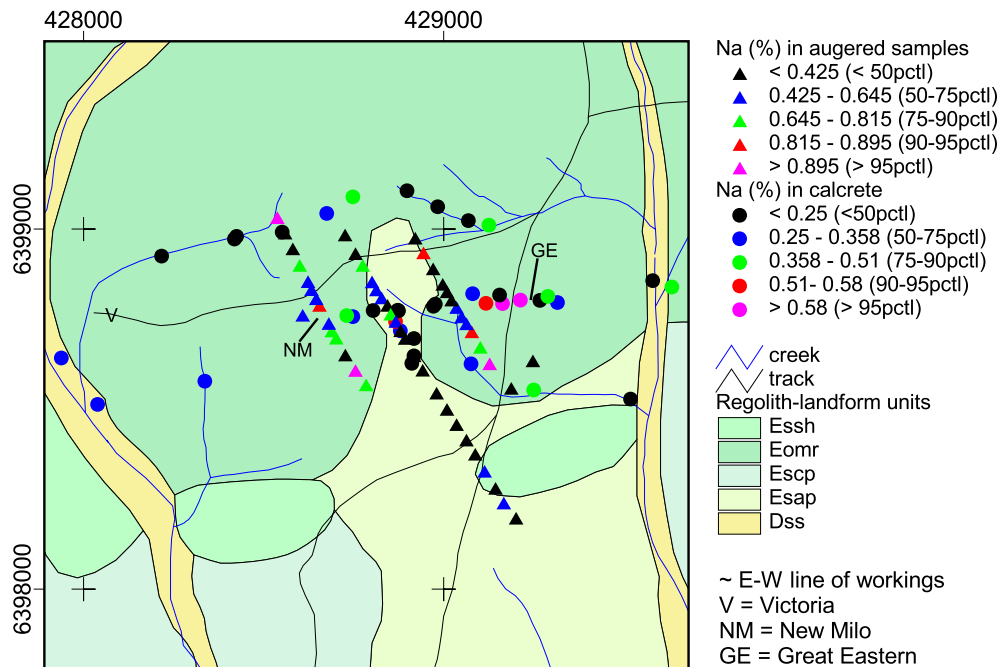 428000
429000
6399000
6398000
V
NM
GE
Na (%) in augered samples
< 0.425 (< 50pctl)
0.425 - 0.645 (50-75pctl)
0.645 - 0.815 (75-90pctl)
0.815 - 0.895 (90-95pctl)
> 0.895 (> 95pctl)
Na (%) in calcrete
< 0.25 (<50pctl)
0.25 - 0.358 (50-75pctl)
0.358 - 0.51 (75-90pctl)
0.51- 0.58 (90-95pctl)
> 0.58 (> 95pctl)
creek
track
Regolith-landform units
Essh
Eomr
Escp
Esap
Dss
~ E-W line of workings
V = Victoria
NM = New Milo
GE = Great Eastern